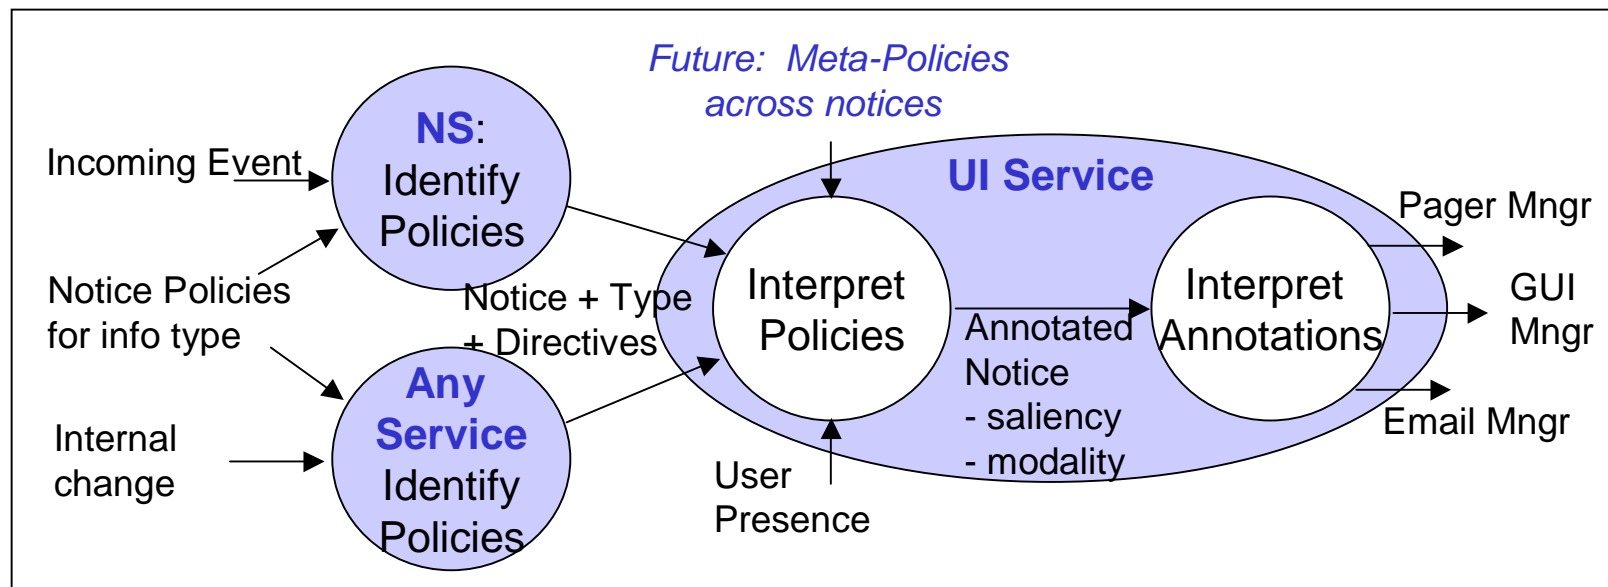 Future:  Meta-Policies
across notices
NS:
Identify
Policies
Incoming Event
UI Service
Pager Mngr
Notice Policies
for info type
Notice + Type
+ Directives
Interpret
Policies
Annotated
Notice
- saliency
- modality
Interpret
Annotations
GUI
Mngr
Any
Service
Identify
Policies
Internal
change
User
Presence
Email Mngr